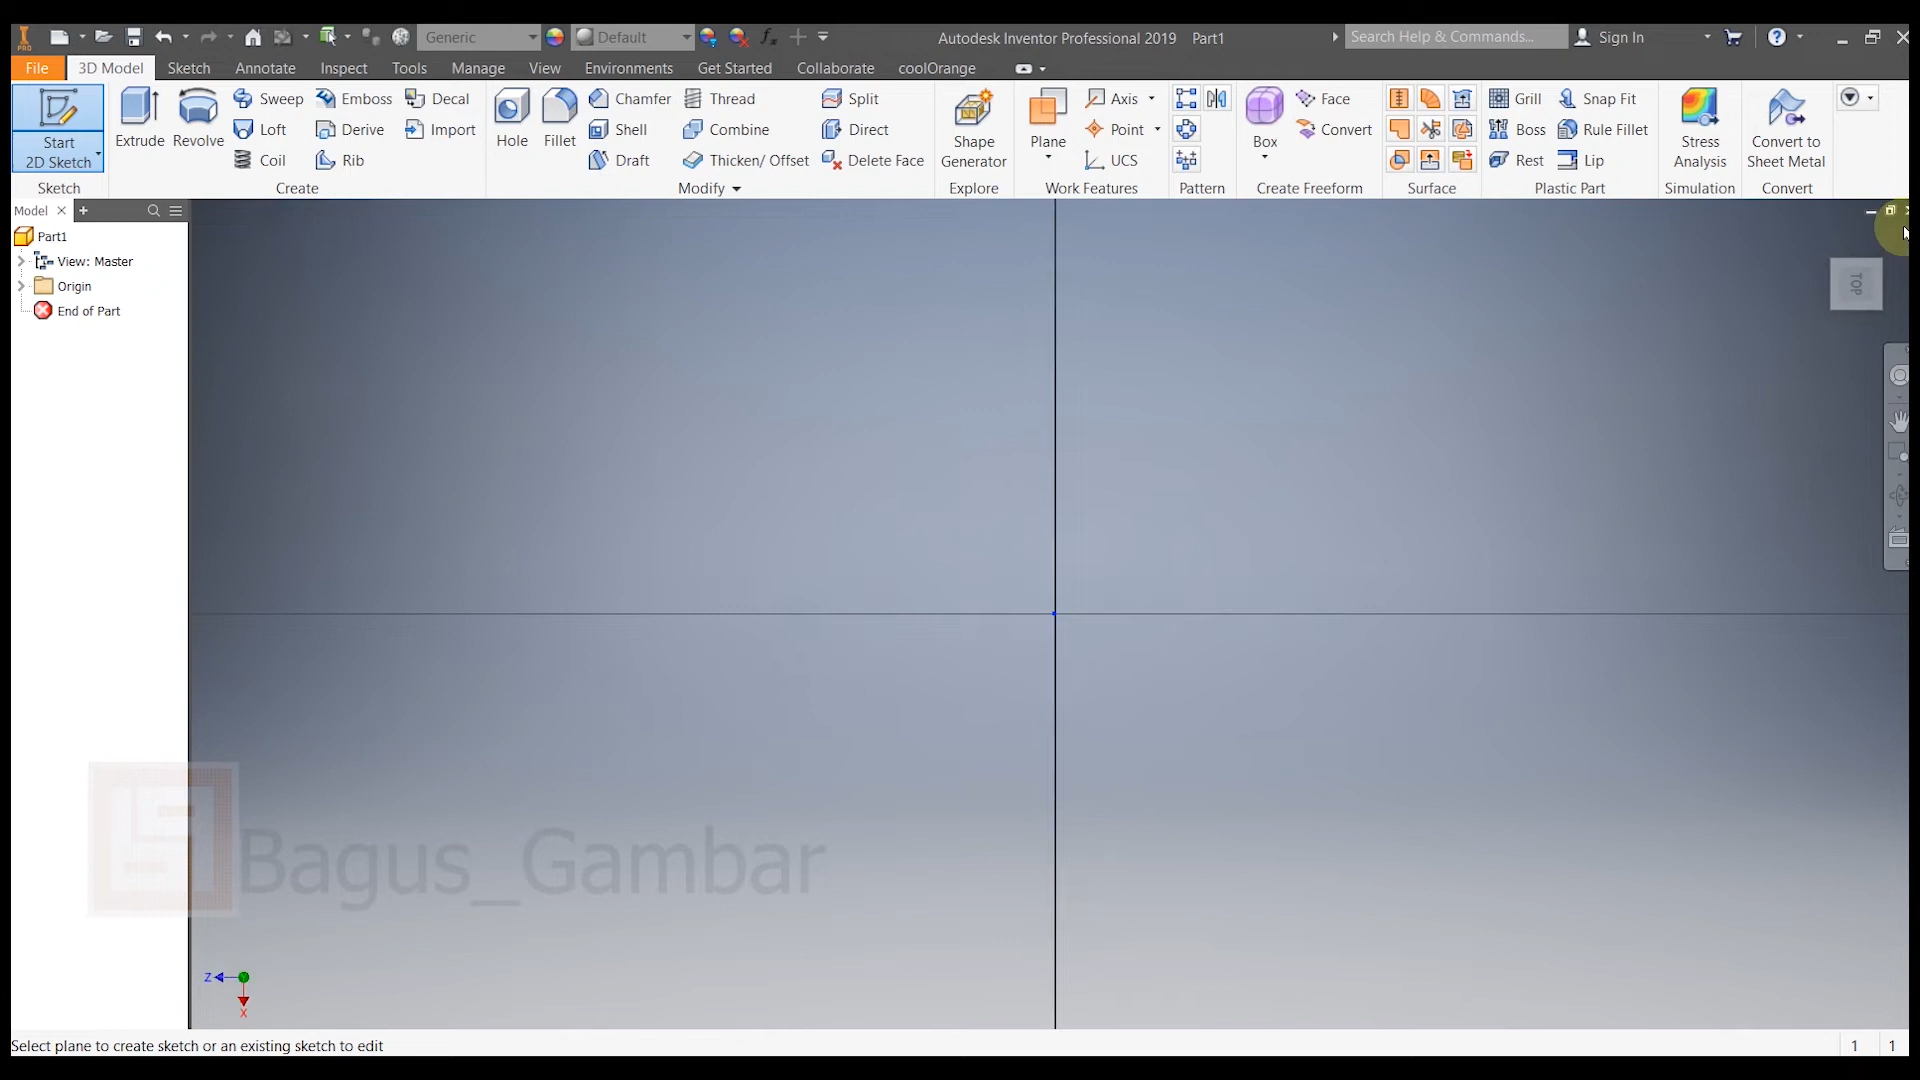 PRO
Generic
Default
Autodesk Inventor Professional 2019 Part1
Search Help & Commands...
Sign In
File
3D Model
Sketch
Annotate
Inspect
Tools
Manage
View
Environments
Get Started
Collaborate
coolOrange
Start
2D Sketch
Sketch
Extrude
Revolve
Sweep
Loft
Coil
Emboss
Derive
Rib
Decal
Import
Create
Hole
Fillet
Chamfer
Shell
Draft
Thread
Combine
Thicken/ Offset
Split
Direct
Delete Face
Modify
Shape
Generator
Explore
Plane
Axis
Point
UCS
Work Features
Pattern
Box
Face
Convert
Create Freeform
Surface
Grill
Boss
Rest
Snap Fit
Rule Fillet
Lip
Plastic Part
Stress
Analysis
Simulation
Convert to
Sheet Metal
Convert
Model
Part1
View: Master
Origin
End of Part
TOP
Bagus_Gambar
Z
X
Select plane to create sketch or an existing sketch to edit
1 1